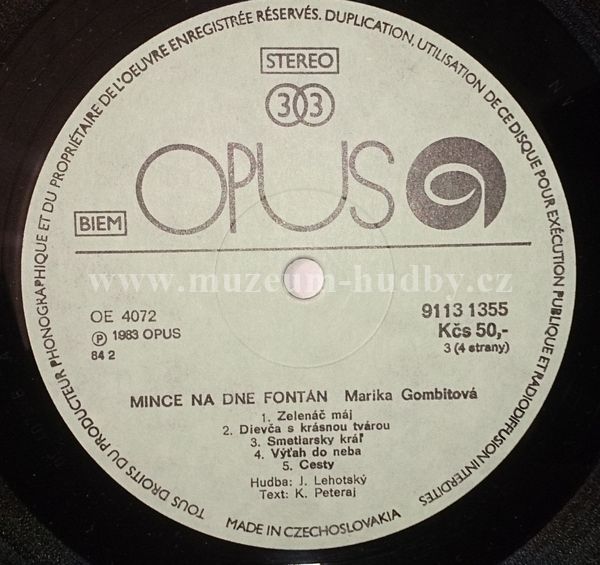 TOUS DROITS DU PRODUCTEUR PHONOGRAPHIQUE ET DU PROPRIÉTAIRE DE L'OEUVRE ENREGISTRÉE RÉSERVÉS. DUPLICATION, UTILISATION DE CE DISQUE POUR EXÉCUTION PUBLIQUE ET RADIODIFFUSION INTERDITES
STEREO
33
OPUS
BIEM
www.muzeum-hudby.cz
OE 4072
9113 1355
Ⓟ 1983 OPUS
Kčs 50,-
84 2
3 (4 strany)
MINCE NA DNE FONTÁN Marika Gombitová
1. Zelenáč máj
2. Dievča s krásnou tvárou
3. Smetiarsky kráľ
4. Výťah do neba
5. Cesty
Hudba: J. Lehotský
Text: K. Peteraj
MADE IN CZECHOSLOVAKIA